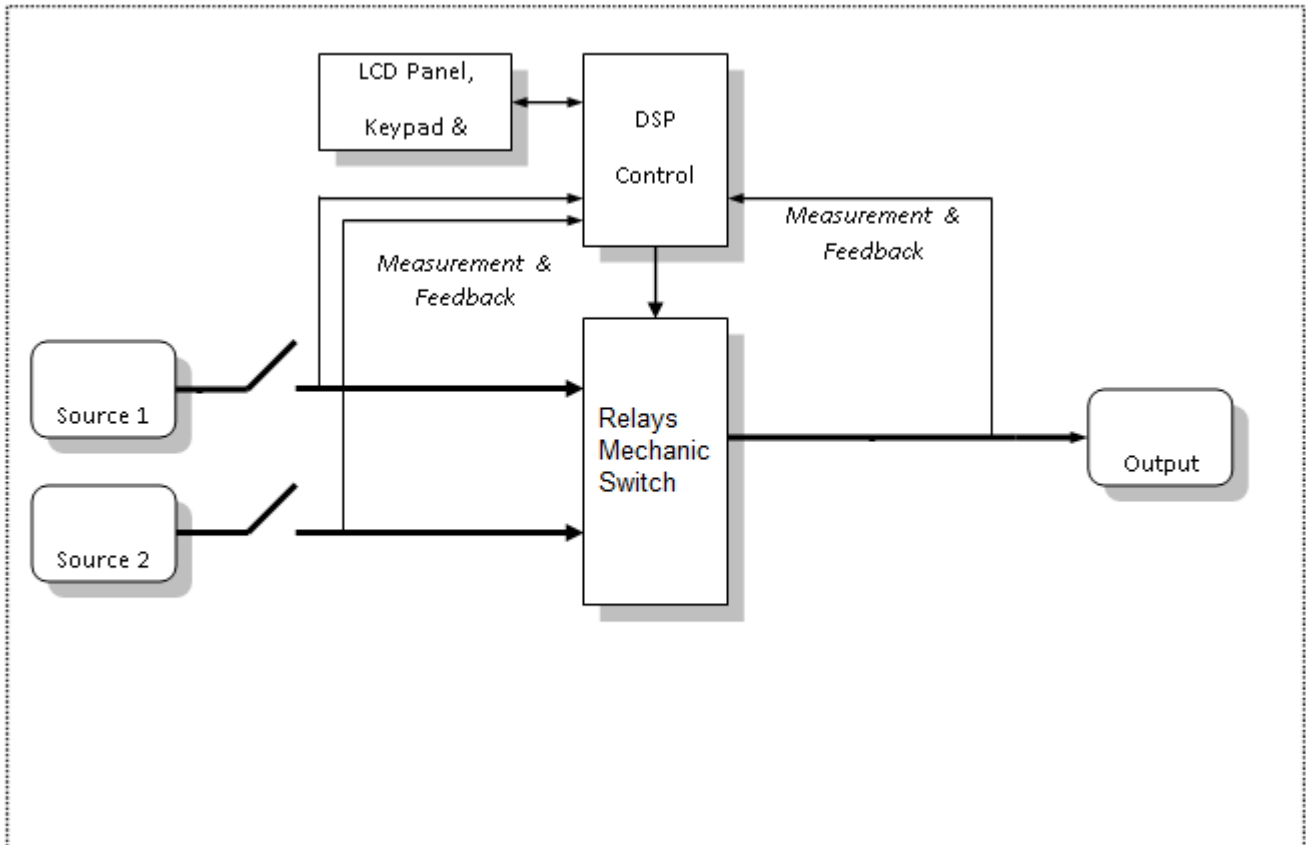 LCD Panel,
Keypad &
DSP
Control
Measurement &
Feedback
Measurement &
Feedback
Source 1
Relays
Mechanic
Switch
Output
Source 2